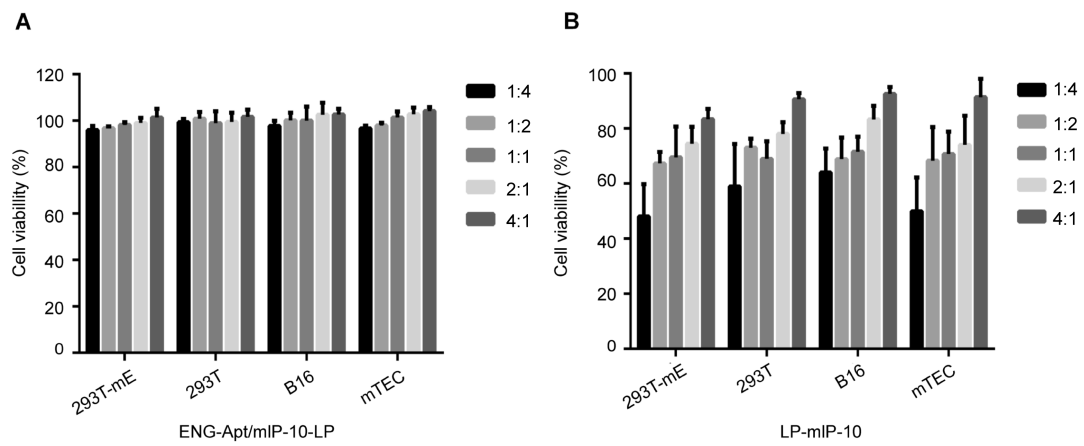 A
Cell viabillity (%)
120
100
80
60
40
20
0
293T-mE
293T
B16
mTEC
ENG-Apt/mIP-10-LP
1:4
1:2
1:1
2:1
4:1
B
Cell viability (%)
100
80
60
40
20
0
293T-mE
293T
B16
mTEC
LP-mIP-10
1:4
1:2
1:1
2:1
4:1